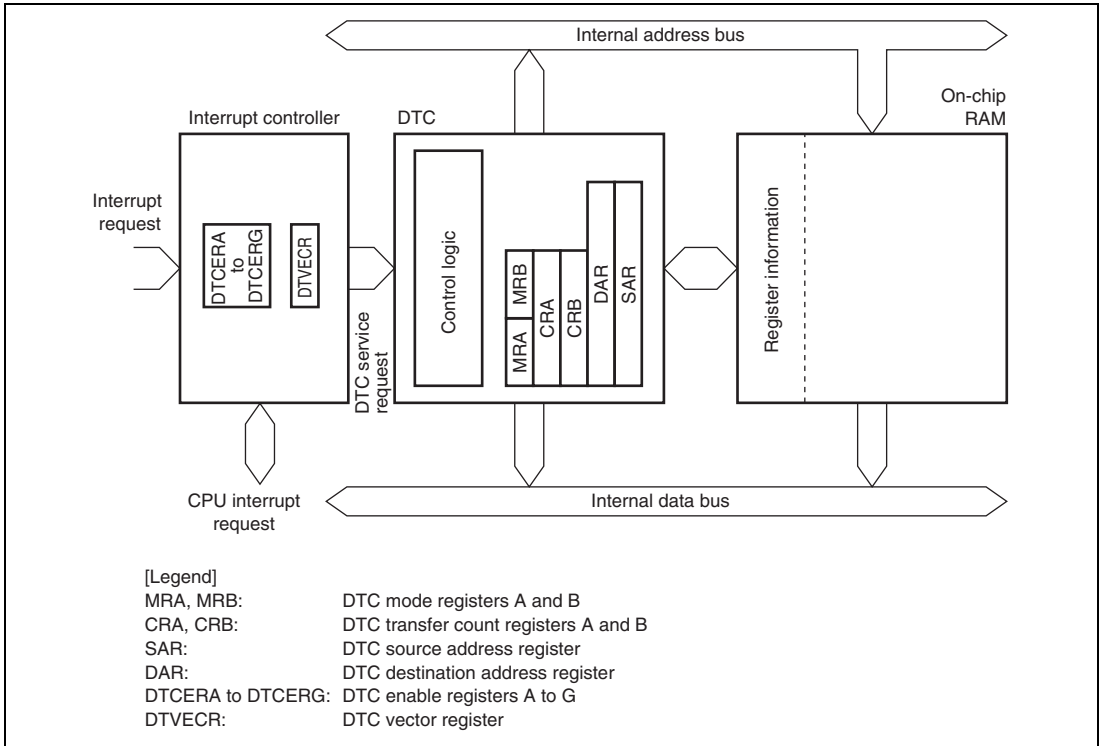 Internal address bus
On-chip
RAM
Interrupt controller
DTC
Interrupt
request
DTCERA
to
DTCERG
DTVECR
DTC service
request
Control logic
MRA
MRB
CRA
CRB
DAR
SAR
Register information
CPU interrupt
request
Internal data bus
[Legend]
MRA, MRB: DTC mode registers A and B
CRA, CRB: DTC transfer count registers A and B
SAR: DTC source address register
DAR: DTC destination address register
DTCERA to DTCERG: DTC enable registers A to G
DTVECR: DTC vector register